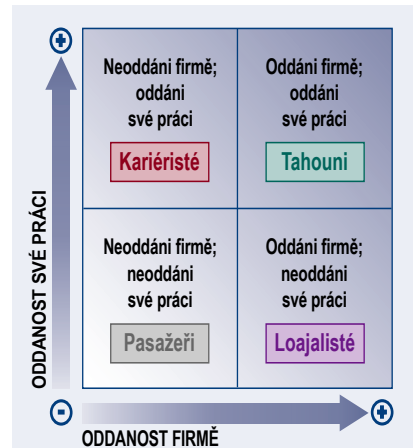 Neoddáni firmě;
oddáni
své práci
Kariéristé
Oddáni firmě;
oddáni
své práci
Tahouni
Neoddáni firmě;
neoddáni
své práci
Pasažeři
Oddáni firmě;
neoddáni
své práci
Loajalisté
ODDANOST SVÉ PRÁCI
ODDANOST FIRMĚ